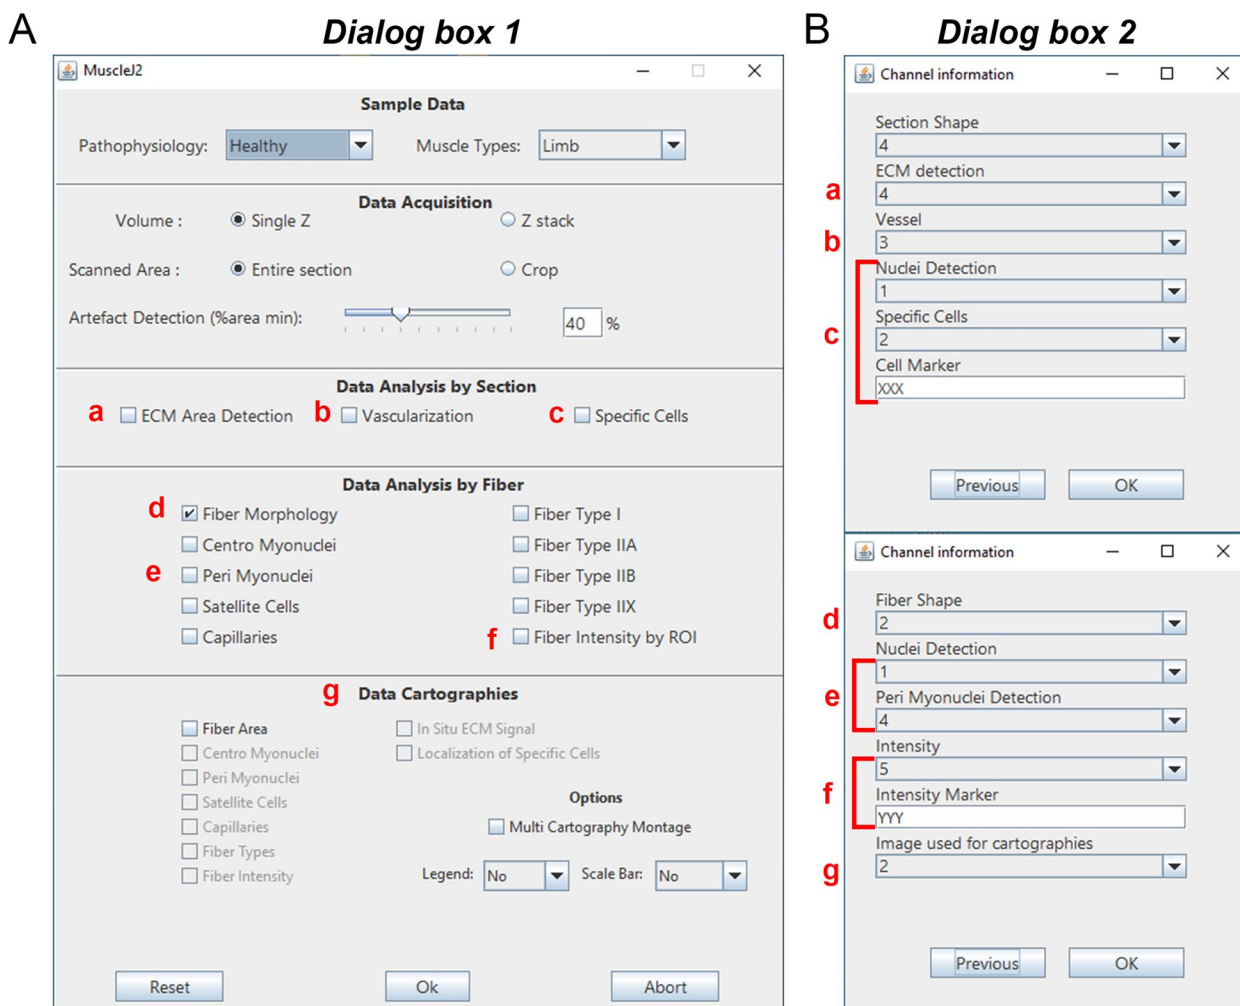 A Dialog box 1
MuscleJ2
Sample Data
Pathophysiology: Healthy Muscle Types: Limb
Data Acquisition
Volume : Single Z Z stack
Scanned Area : Entire section Crop
Artefact Detection (%area min): 40 %
Data Analysis by Section
a ECM Area Detection b Vascularization c Specific Cells
Data Analysis by Fiber
d Fiber Morphology Fiber Type I
Centro Myonuclei Fiber Type IIA
e Peri Myonuclei Fiber Type IIB
Satellite Cells Fiber Type IIX
Capillaries f Fiber Intensity by ROI
g Data Cartographies
Fiber Area In Situ ECM Signal
Centro Myonuclei Localization of Specific Cells
Peri Myonuclei
Satellite Cells Options
Capillaries Multi Cartography Montage
Fiber Types
Fiber Intensity Legend: No Scale Bar: No
Reset Ok Abort
B Dialog box 2
Channel information
Section Shape
4
ECM detection
a 4
Vessel
b 3
Nuclei Detection
1
Specific Cells
c 2
Cell Marker
XXX
Previous OK
Channel information
Fiber Shape
d 2
Nuclei Detection
1
e Peri Myonuclei Detection
4
Intensity
5
f Intensity Marker
YYY
Image used for cartographies
g 2
Previous OK